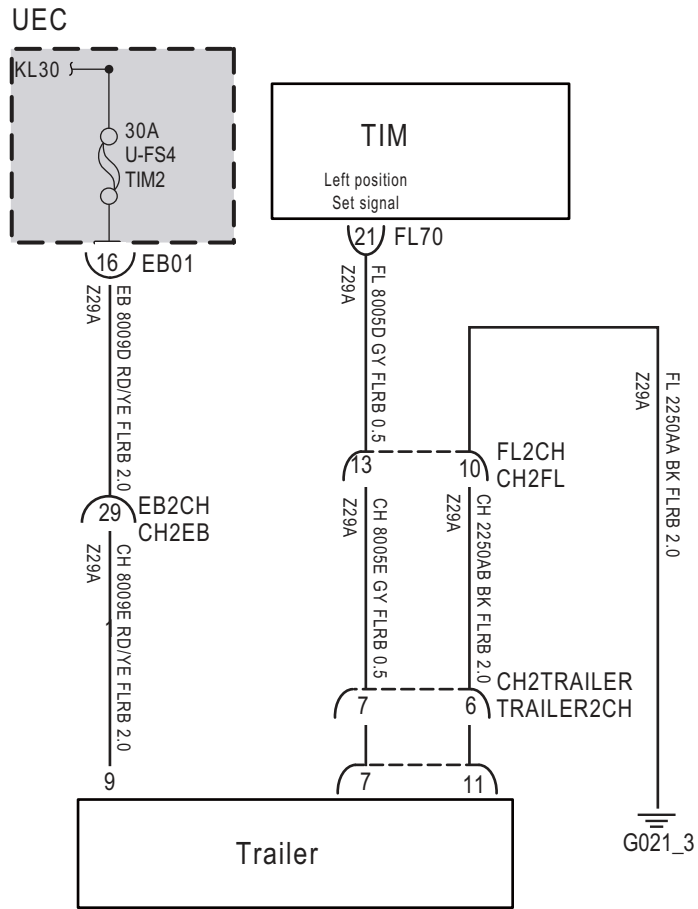 UEC
KL30
30A
U-FS4
TIM2
16 EB01
EB 8009D RD/YE FLRB 2.0
Z29A
29 EB2CH
CH2EB
CH 8009E RD/YE FLRB 2.0
Z29A
9
TIM
Left position
Set signal
21 FL70
FL 8005D GY FLRB 0.5
Z29A
FL 2250AA BK FLRB 2.0
Z29A
13 10 FL2CH
CH2FL
CH 8005E GY FLRB 0.5
Z29A
CH 2250AB BK FLRB 2.0
Z29A
7 6 CH2TRAILER
TRAILER2CH
7 11
G021_3
Trailer